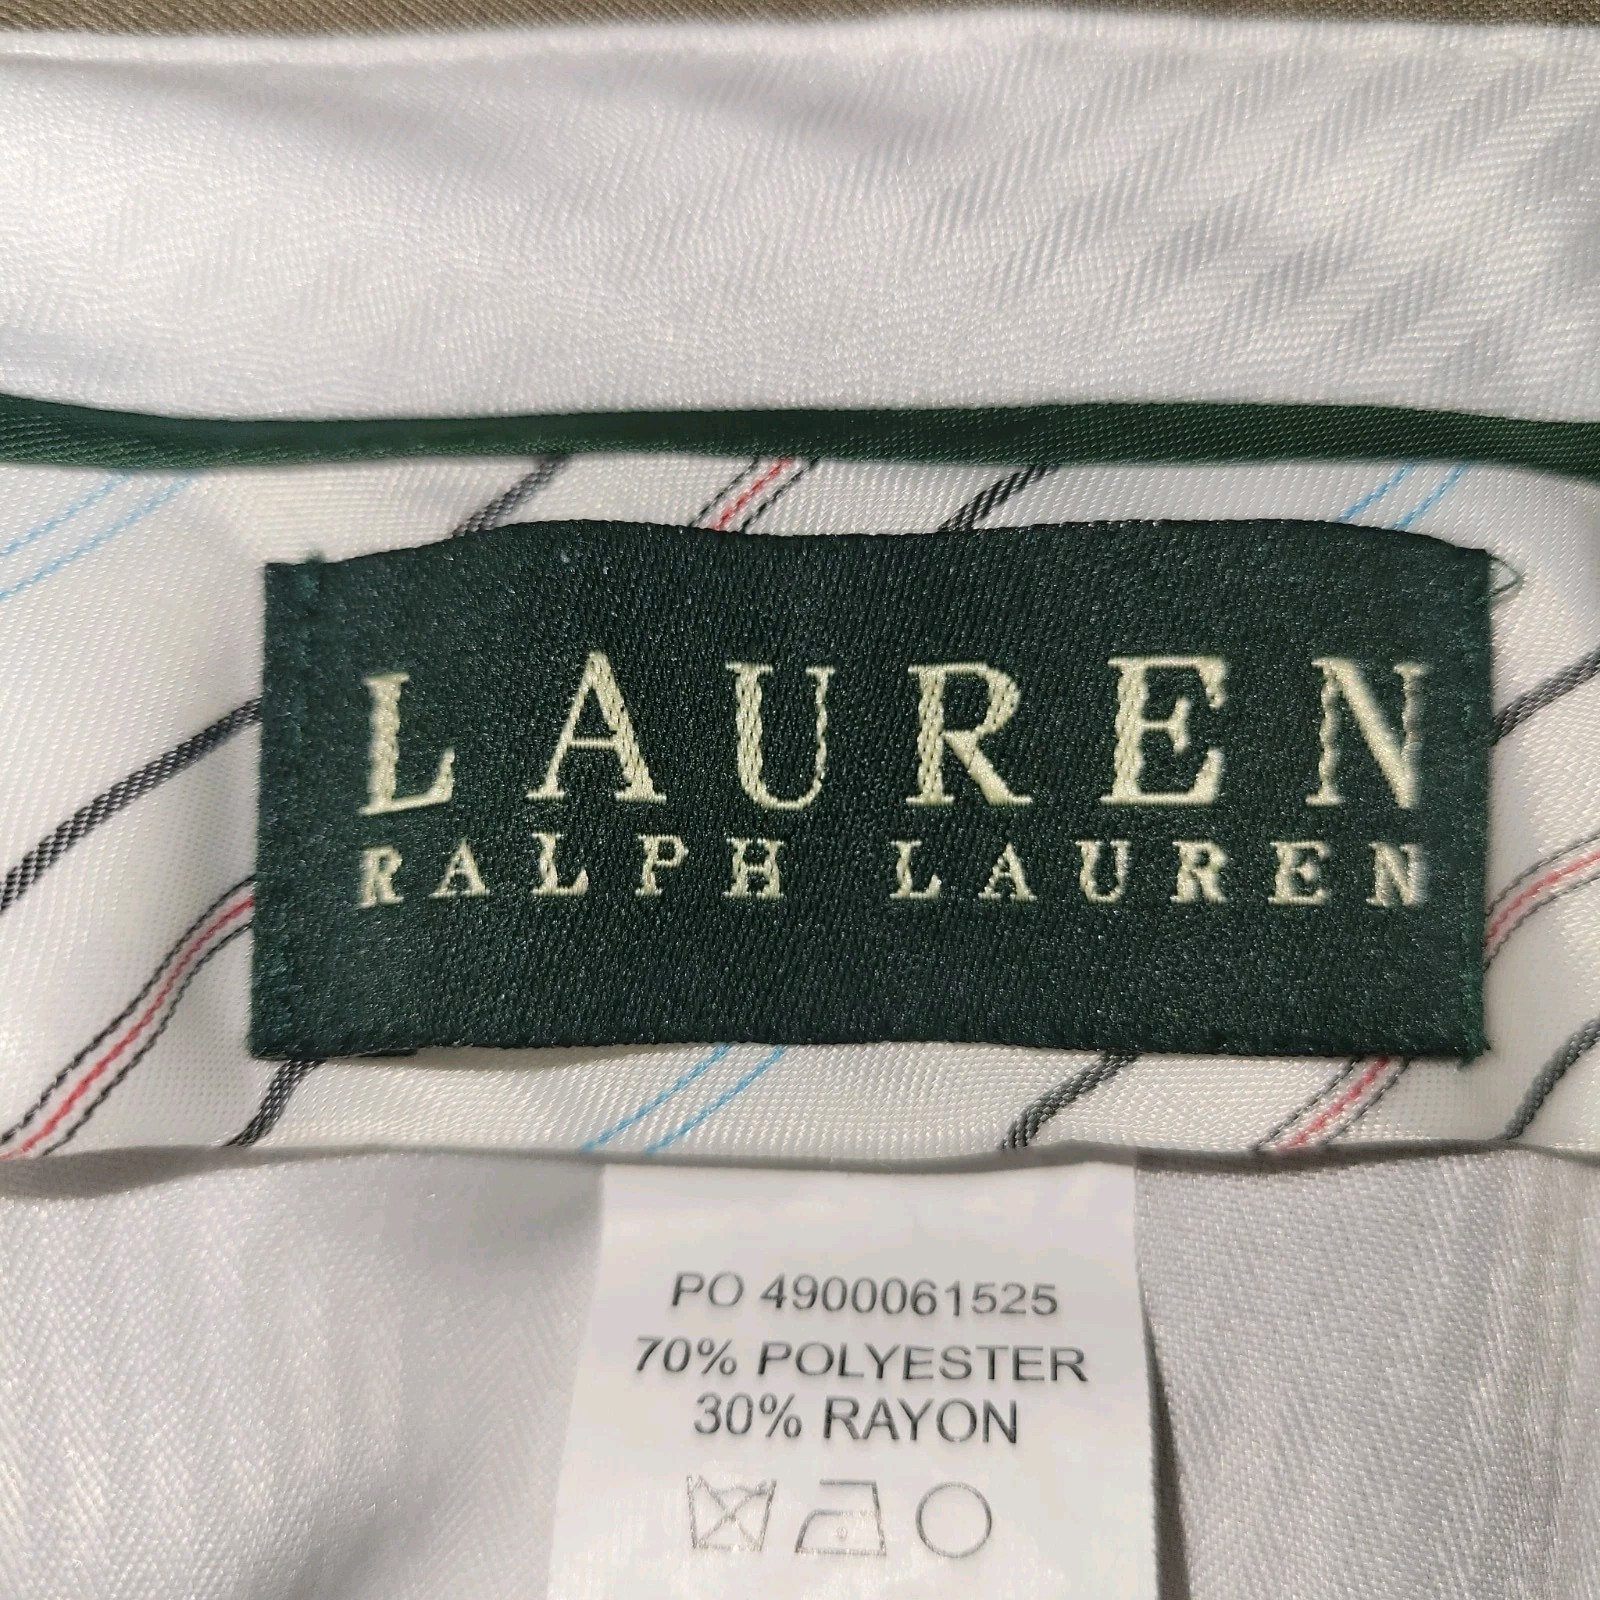 LAUREN
RALPH LAUREN
PO 4900061525
70% POLYESTER
30% RAYON